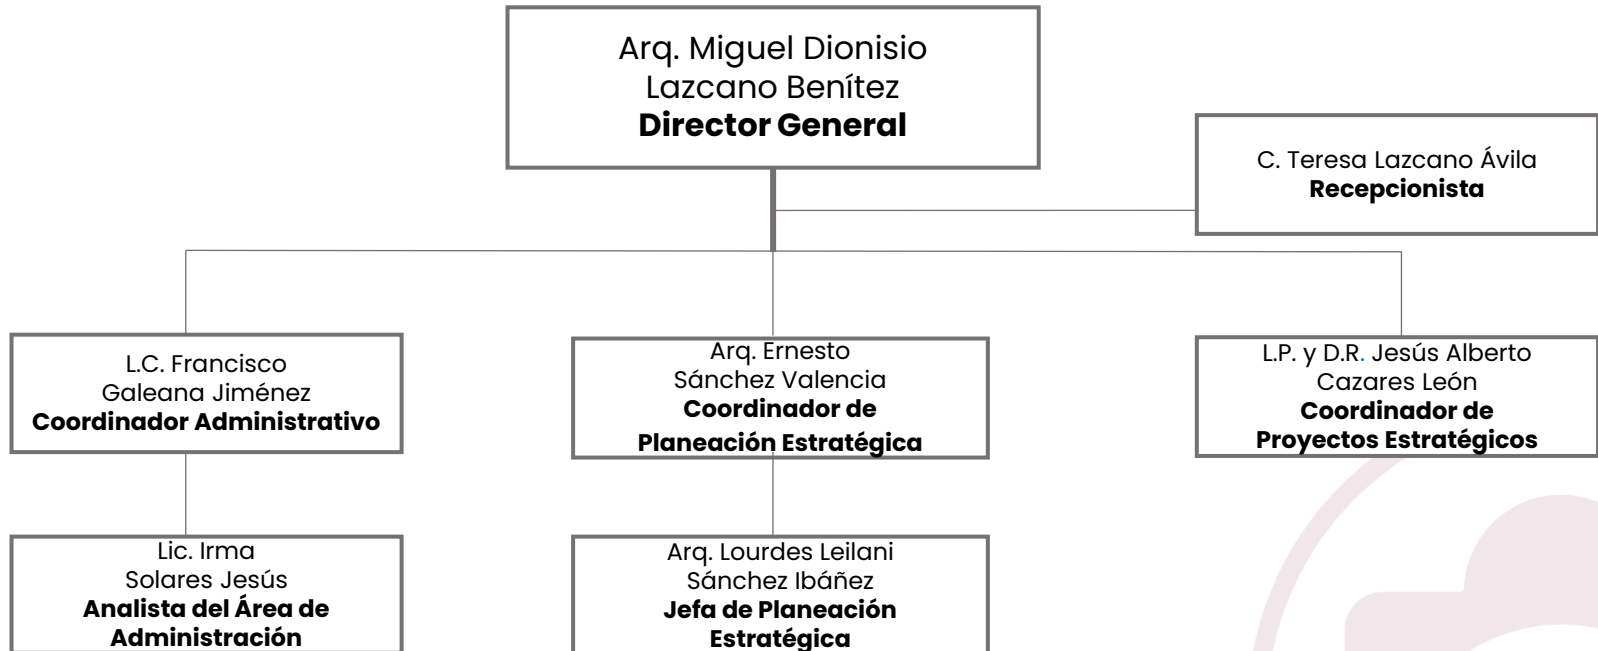 Arq. Miguel Dionisio
Lazcano Benítez
Director General
C. Teresa Lazcano Ávila
Recepcionista
L.C. Francisco
Galeana Jiménez
Coordinador Administrativo
Arq. Ernesto
Sánchez Valencia
Coordinador de
Planeación Estratégica
L.P. y D.R. Jesús Alberto
Cazares León
Coordinador de
Proyectos Estratégicos
Lic. Irma
Solares Jesús
Analista del Área de
Administración
Arq. Lourdes Leilani
Sánchez Ibáñez
Jefa de Planeación
Estratégica